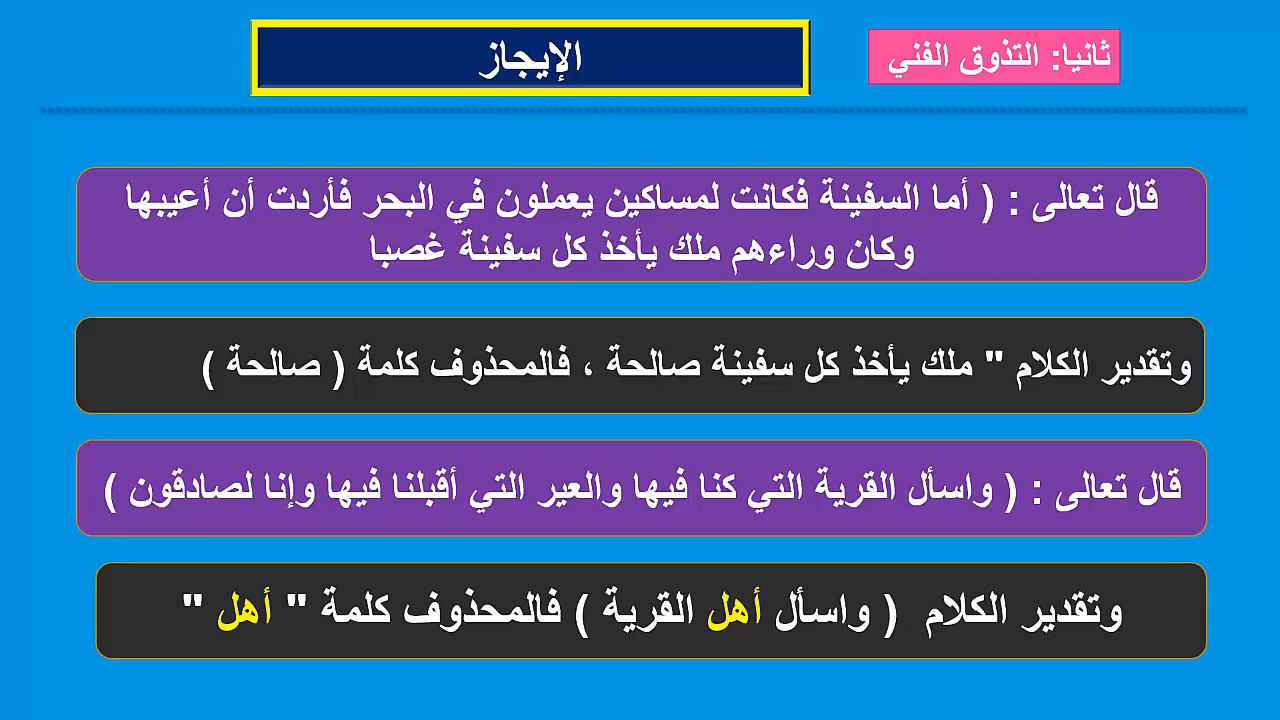 ثانيا: التذوق الفني
الإيجاز
قال تعالى : ( أما السفينة فكانت لمساكين يعملون في البحر فأردت أن أعيبها
وكان وراءهم ملك يأخذ كل سفينة غصبا
وتقدير الكلام " ملك يأخذ كل سفينة صالحة ، فالمحذوف كلمة ( صالحة )
قال تعالى : ( واسأل القرية التي كنا فيها والعير التي أقبلنا فيها وإنا لصادقون )
وتقدير الكلام ( واسأل أهل القرية ) فالمحذوف كلمة " أهل "